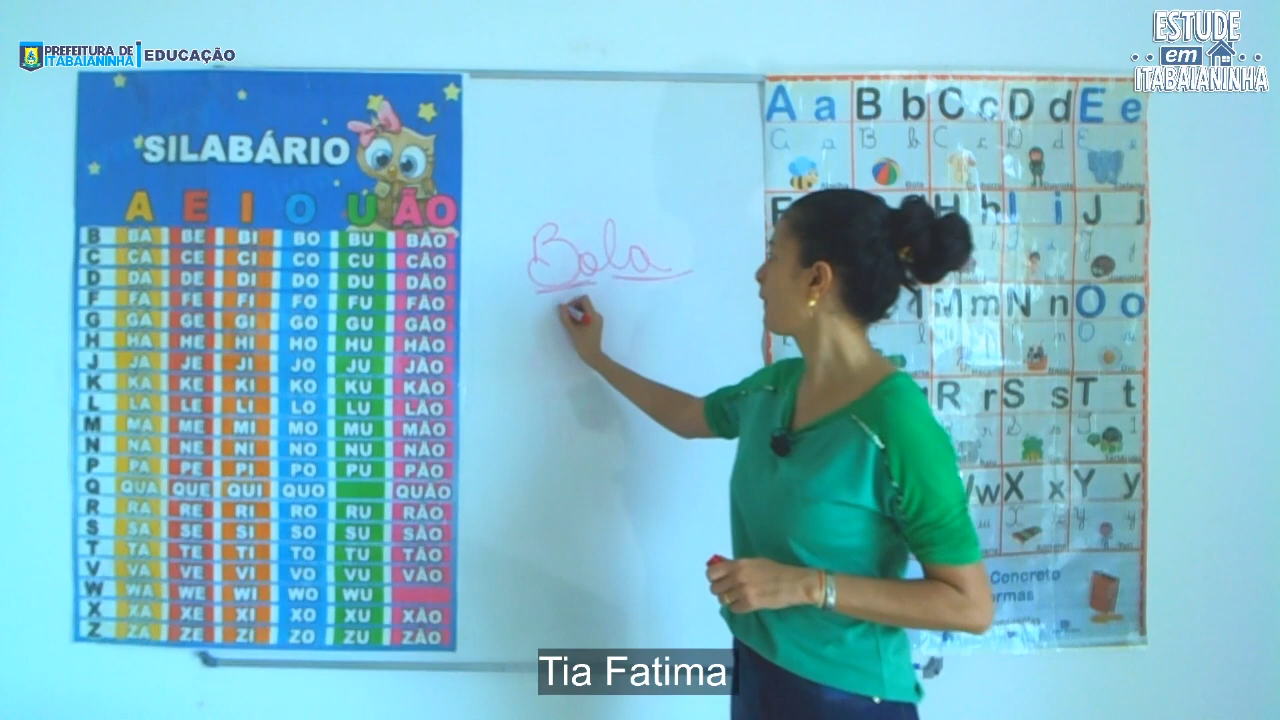 PREFEITURA DE
ITABAIANINHA
EDUCAÇÃO
ESTUDE
em
ITABAIANINHA
SILABÁRIO
A E I O U ÃO
B BA BE BI BO BU BÃO
C CA CE CI CO CU CÃO
D DA DE DI DO DU DÃO
F FA FE FI FO FU FÃO
G GA GE GI GO GU GÃO
H HA HE HI HO HU HÃO
J JA JE JI JO JU JÃO
K KA KE KI KO KU KÃO
L LA LE LI LO LU LÃO
M MA ME MI MO MU MÃO
N NA NE NI NO NU NÃO
P PA PE PI PO PU PÃO
Q QUA QUE QUI QUO QUÃO
R RA RE RI RO RU RÃO
S SA SE SI SO SU SÃO
T TA TE TI TO TU TÃO
V VA VE VI VO VU VÃO
W WA WE WI WO WU
X XA XE XI XO XU XÃO
Z ZA ZE ZI ZO ZU ZÃO
Bola
A a B b C c D d E e
H h I i J j
M m N n O o
R r S s T t
w X x Y y
Concreto
Tia Fatima